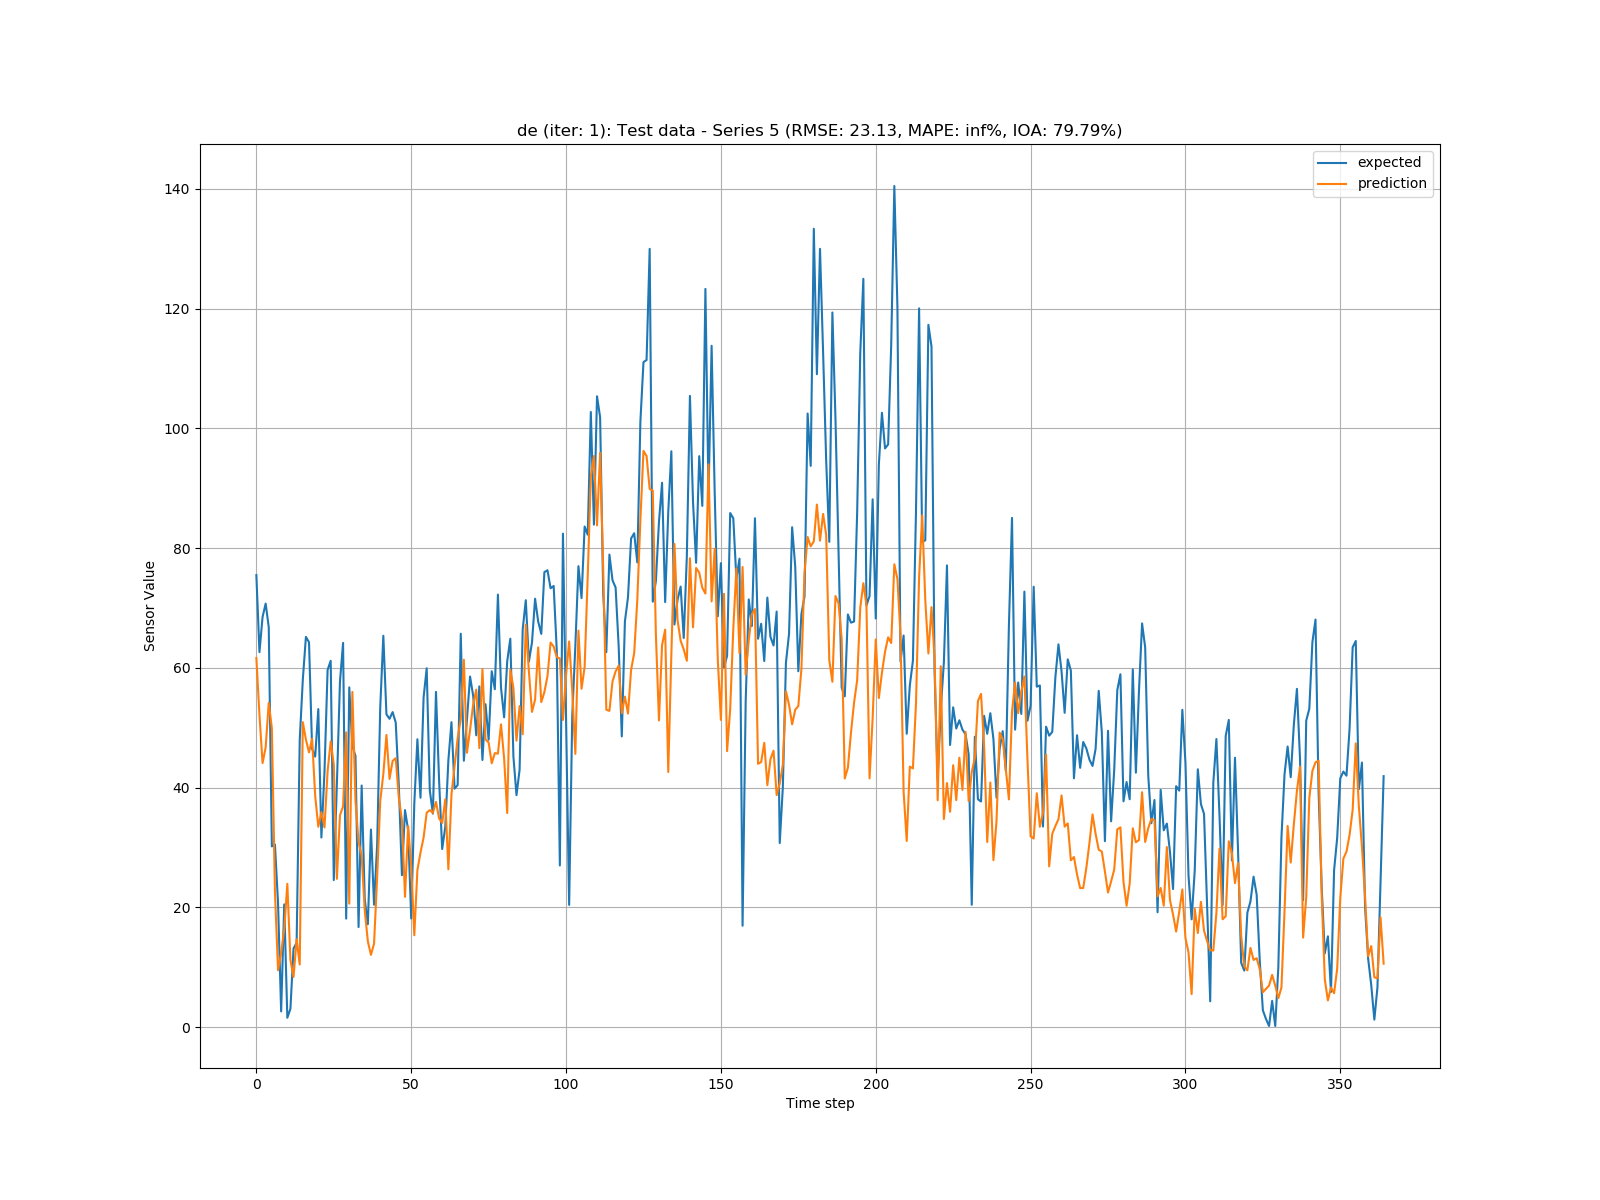 de (iter: 1): Test data - Series 5 (RMSE: 23.13, MAPE: inf%, IOA: 79.79%)
expected
prediction
140
120
100
80
60
40
20
0
Sensor Value
0 50 100 150 200 250 300 350
Time step